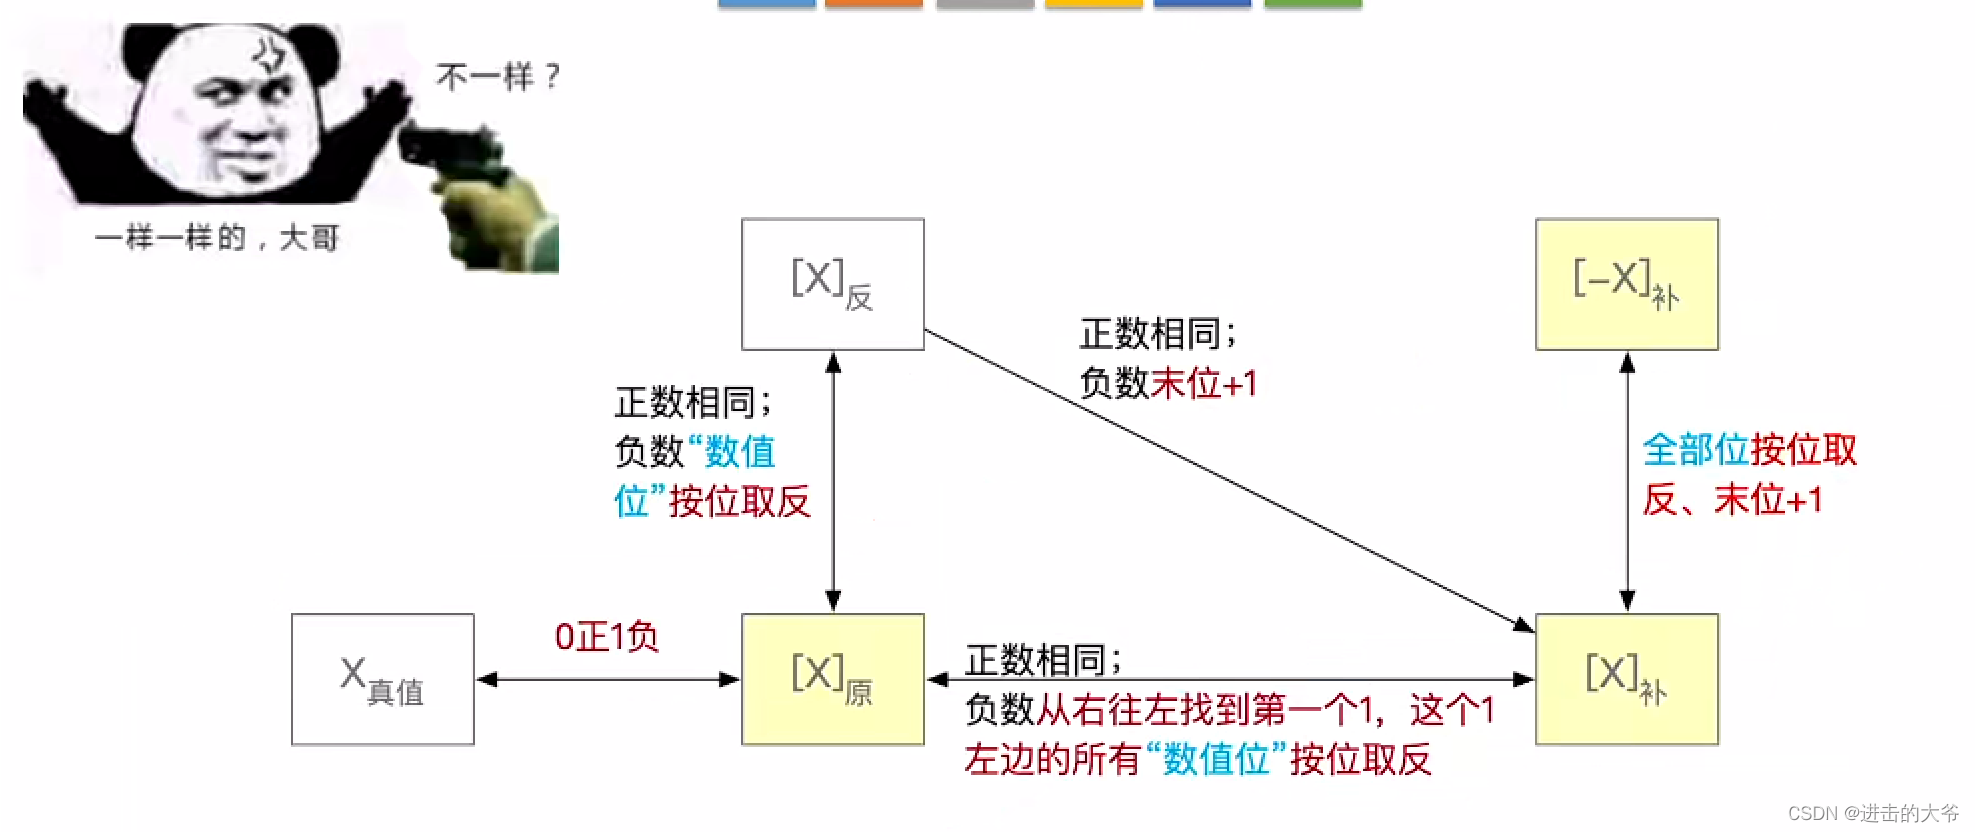 不一样？
一样一样的，大哥
[X]反
[-X]补
正数相同；
负数末位+1
正数相同；
负数“数值
位”按位取反
全部位按位取
反、末位+1
X真值
0正1负
[X]原
正数相同；
负数从右往左找到第一个1，这个1
左边的所有“数值位”按位取反
[X]补
CSDN @进击的大爷